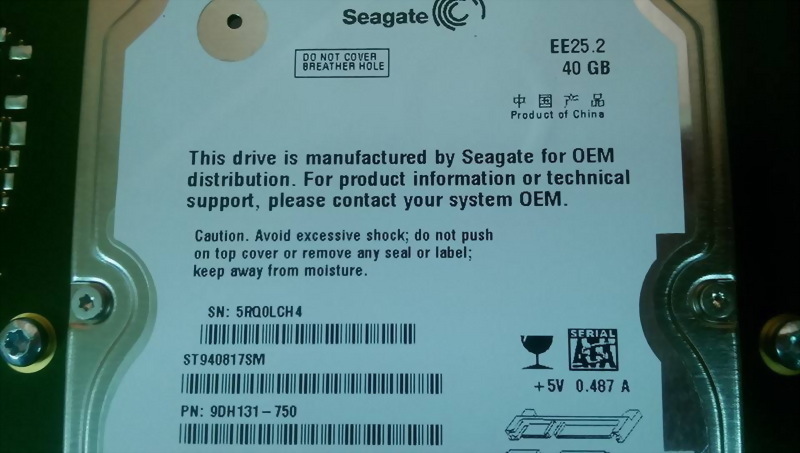 Seagate
DO NOT COVER
BREATHER HOLE
EE25.2
40 GB
中国产品
Product of China
This drive is manufactured by Seagate for OEM
distribution. For product information or technical
support, please contact your system OEM.
Caution. Avoid excessive shock; do not push
on top cover or remove any seal or label;
keep away from moisture.
SN: 5RQ0LCH4
ST940817SM
PN: 9DH131-750
SERIAL
ATA
+5V 0.487 A